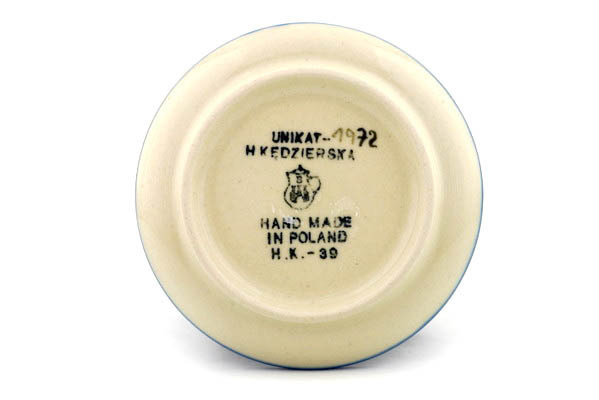 UNIKAT-1972
H.KĘDZIERSKA
B
HAND MADE
IN POLAND
H.K.-39